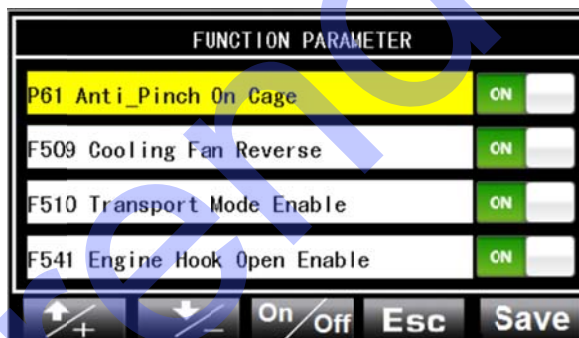 FUNCTION PARAMETER
P61 Anti_Pinch On Cage ON
F509 Cooling Fan Reverse ON
F510 Transport Mode Enable ON
F541 Engine Hook Open Enable ON
+ - On/Off Esc Save